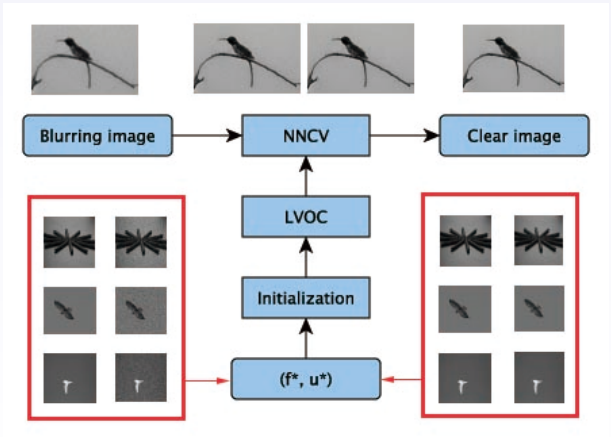 Blurring image
NNCV
Clear image
LVOC
Initialization
(f*, u*)